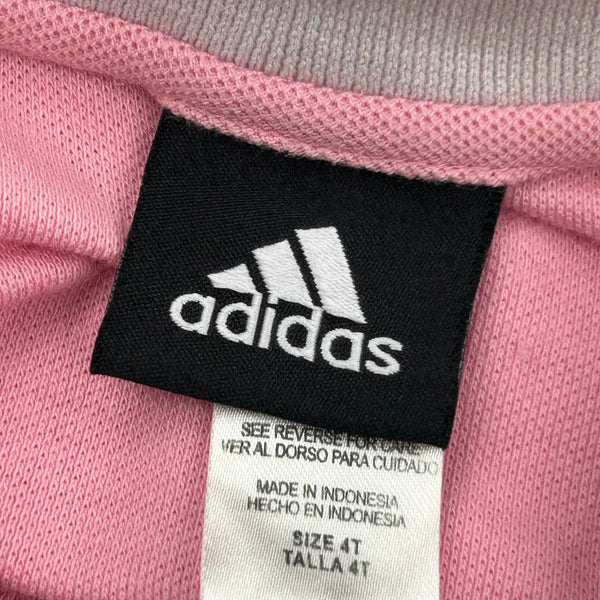 adidas
SEE REVERSE FOR CARE
VER AL DORSO PARA CUIDADO
MADE IN INDONESIA
HECHO EN INDONESIA
SIZE 4T
TALLA 4T